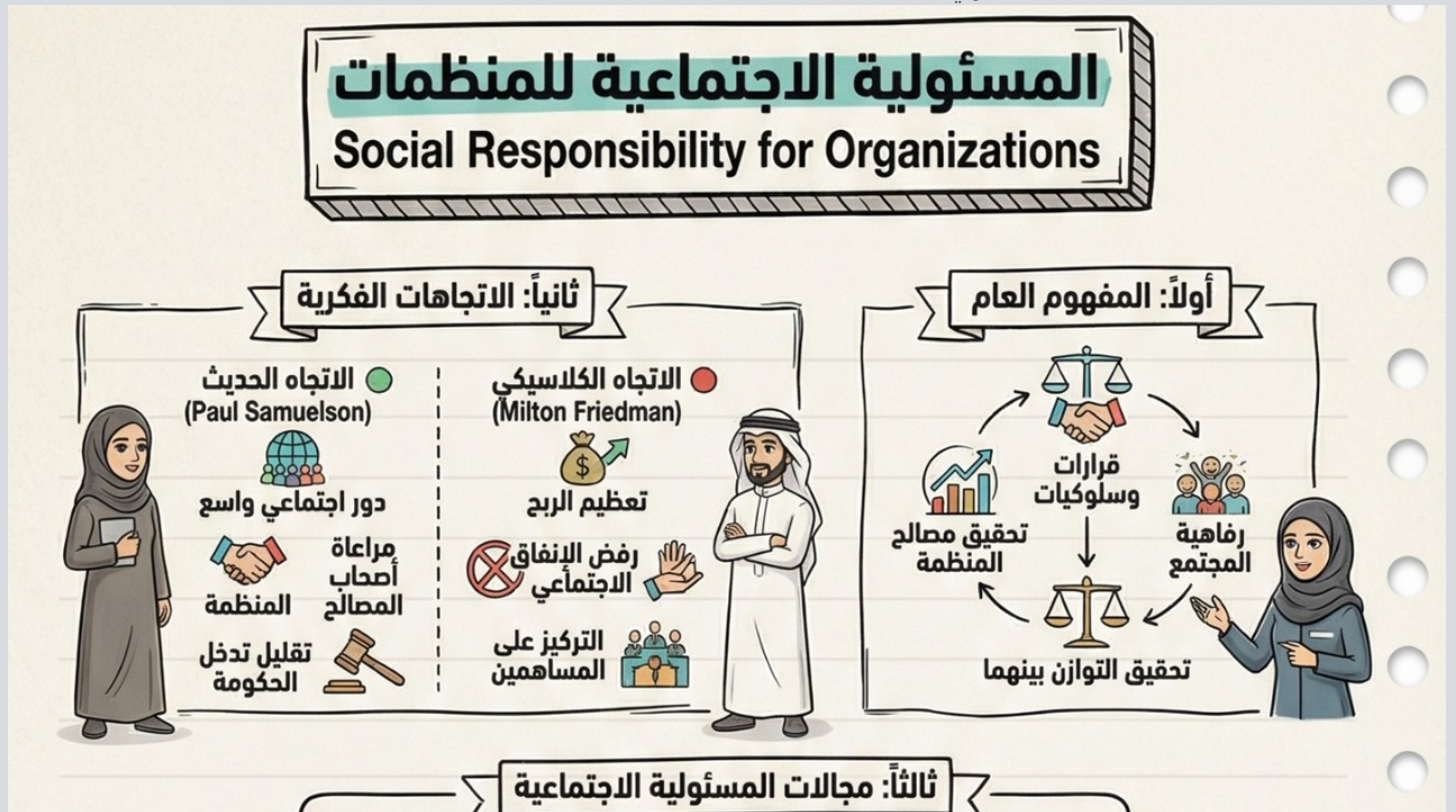 المسئولية الاجتماعية للمنظمات
Social Responsibility for Organizations
أولاً: المفهوم العام
قرارات
وسلوكيات
رفاهية
المجتمع
تحقيق التوازن بينهما
تحقيق مصالح
المنظمة
ثانياً: الاتجاهات الفكرية
الاتجاه الكلاسيكي
(Milton Friedman)
$
تعظيم الربح
رفض الإنفاق
الاجتماعي
التركيز على
المساهمين
الاتجاه الحديث
(Paul Samuelson)
دور اجتماعي واسع
مراعاة
أصحاب
المصالح
المنظمة
تقليل تدخل
الحكومة
ثالثاً: مجالات المسئولية الاجتماعية